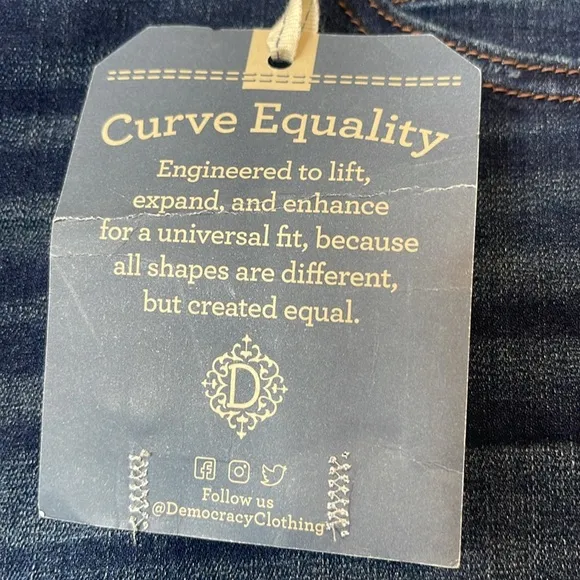 Curve Equality
Engineered to lift,
expand, and enhance
for a universal fit, because
all shapes are different,
but created equal.
D
Follow us
@DemocracyClothing